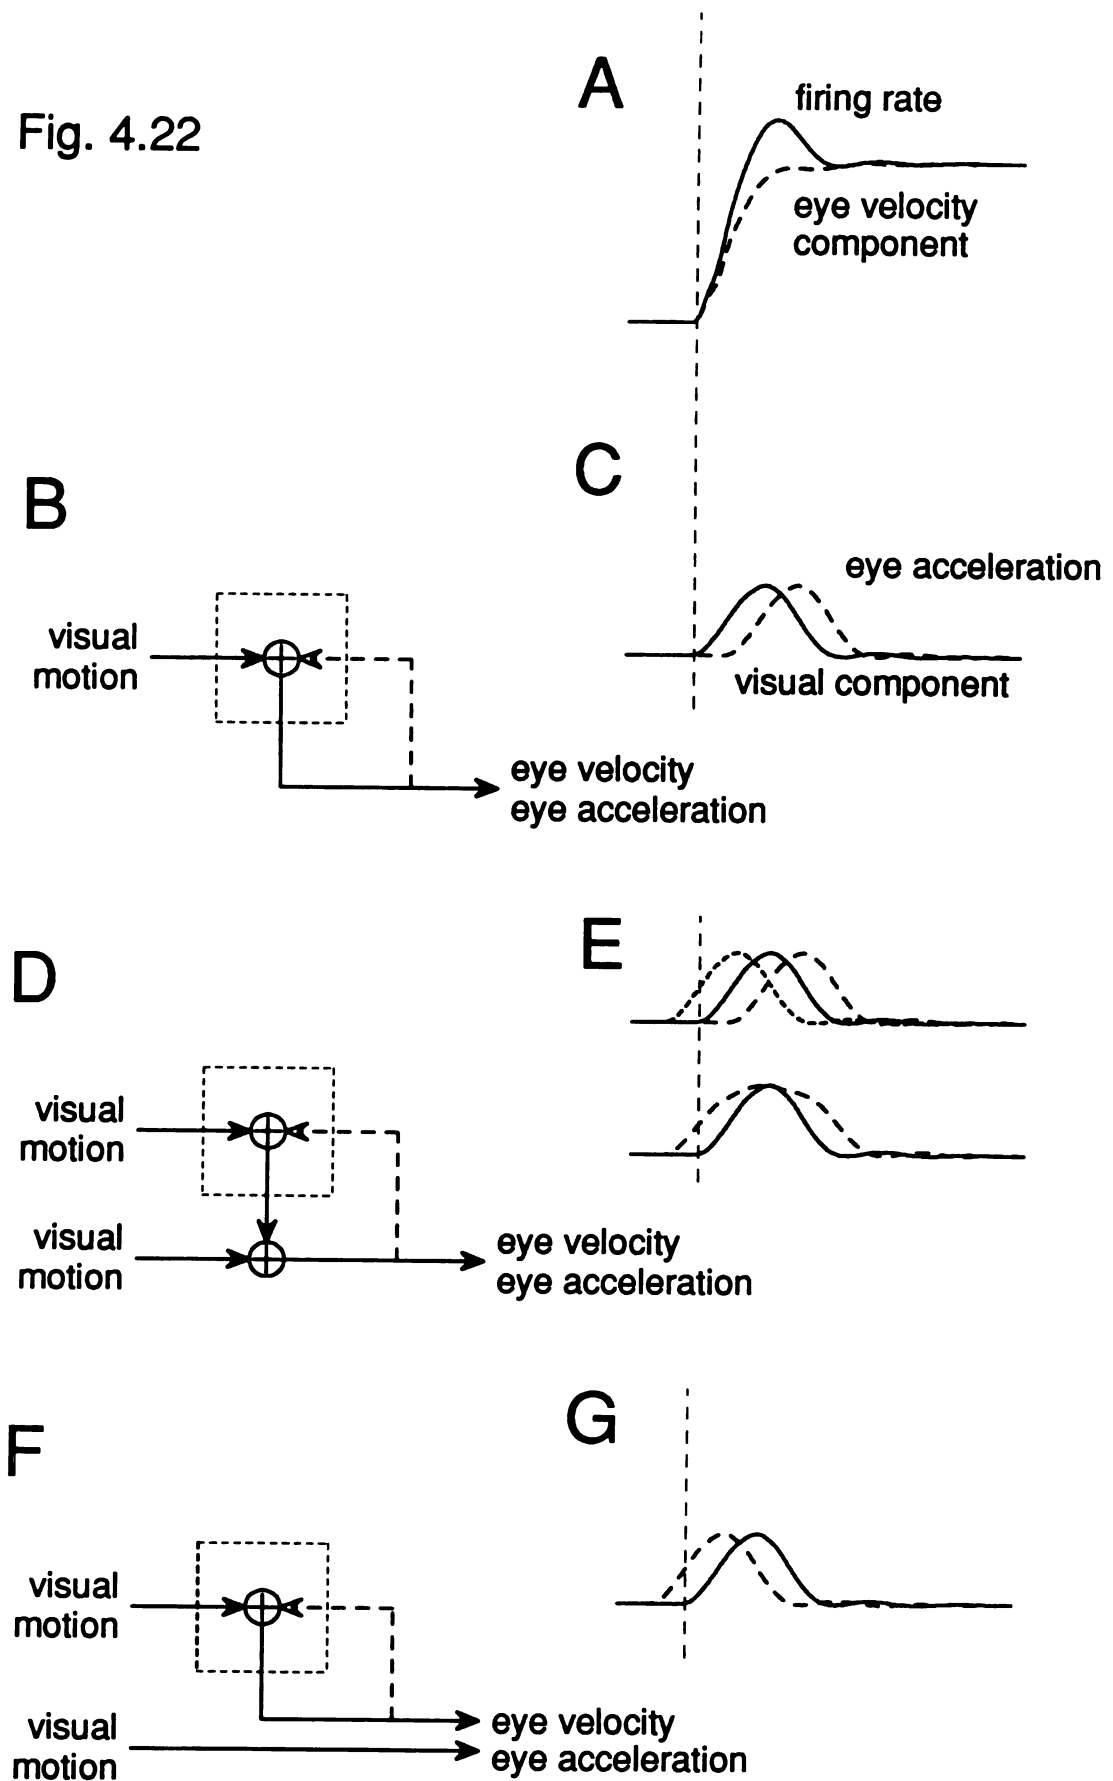 Fig. 4.22
A
firing rate
eye velocity
component
B
visual
motion
eye velocity
eye acceleration
C
eye acceleration
visual component
D
visual
motion
visual
motion
eye velocity
eye acceleration
E
F
visual
motion
visual
motion
eye velocity
eye acceleration
G